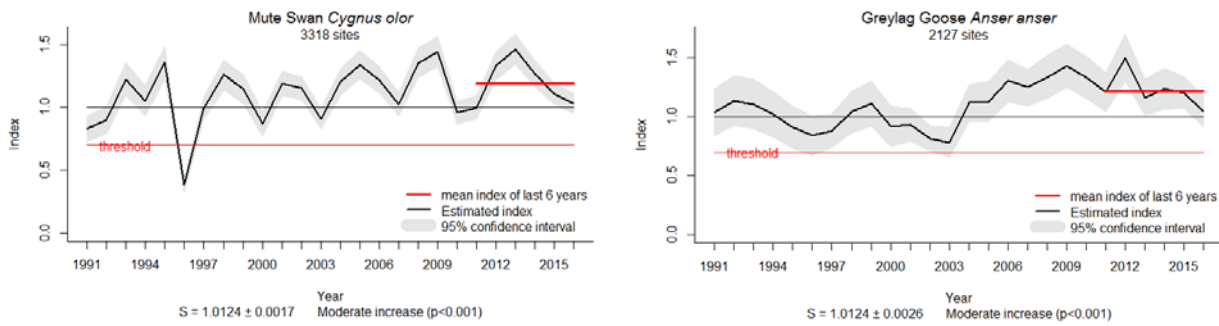 Mute Swan Cygnus olor
3318 sites
1.5
1.0
0.5
0.0
Index
threshold
mean index of last 6 years
Estimated index
95% confidence interval
1991 1994 1997 2000 2003 2006 2009 2012 2015
Year
S = 1.0124 ± 0.0017 Moderate increase (p<0.001)
Greylag Goose Anser anser
2127 sites
1.5
1.0
0.5
0.0
Index
threshold
mean index of last 6 years
Estimated index
95% confidence interval
1991 1994 1997 2000 2003 2006 2009 2012 2015
Year
S = 1.0124 ± 0.0026 Moderate increase (p<0.001)